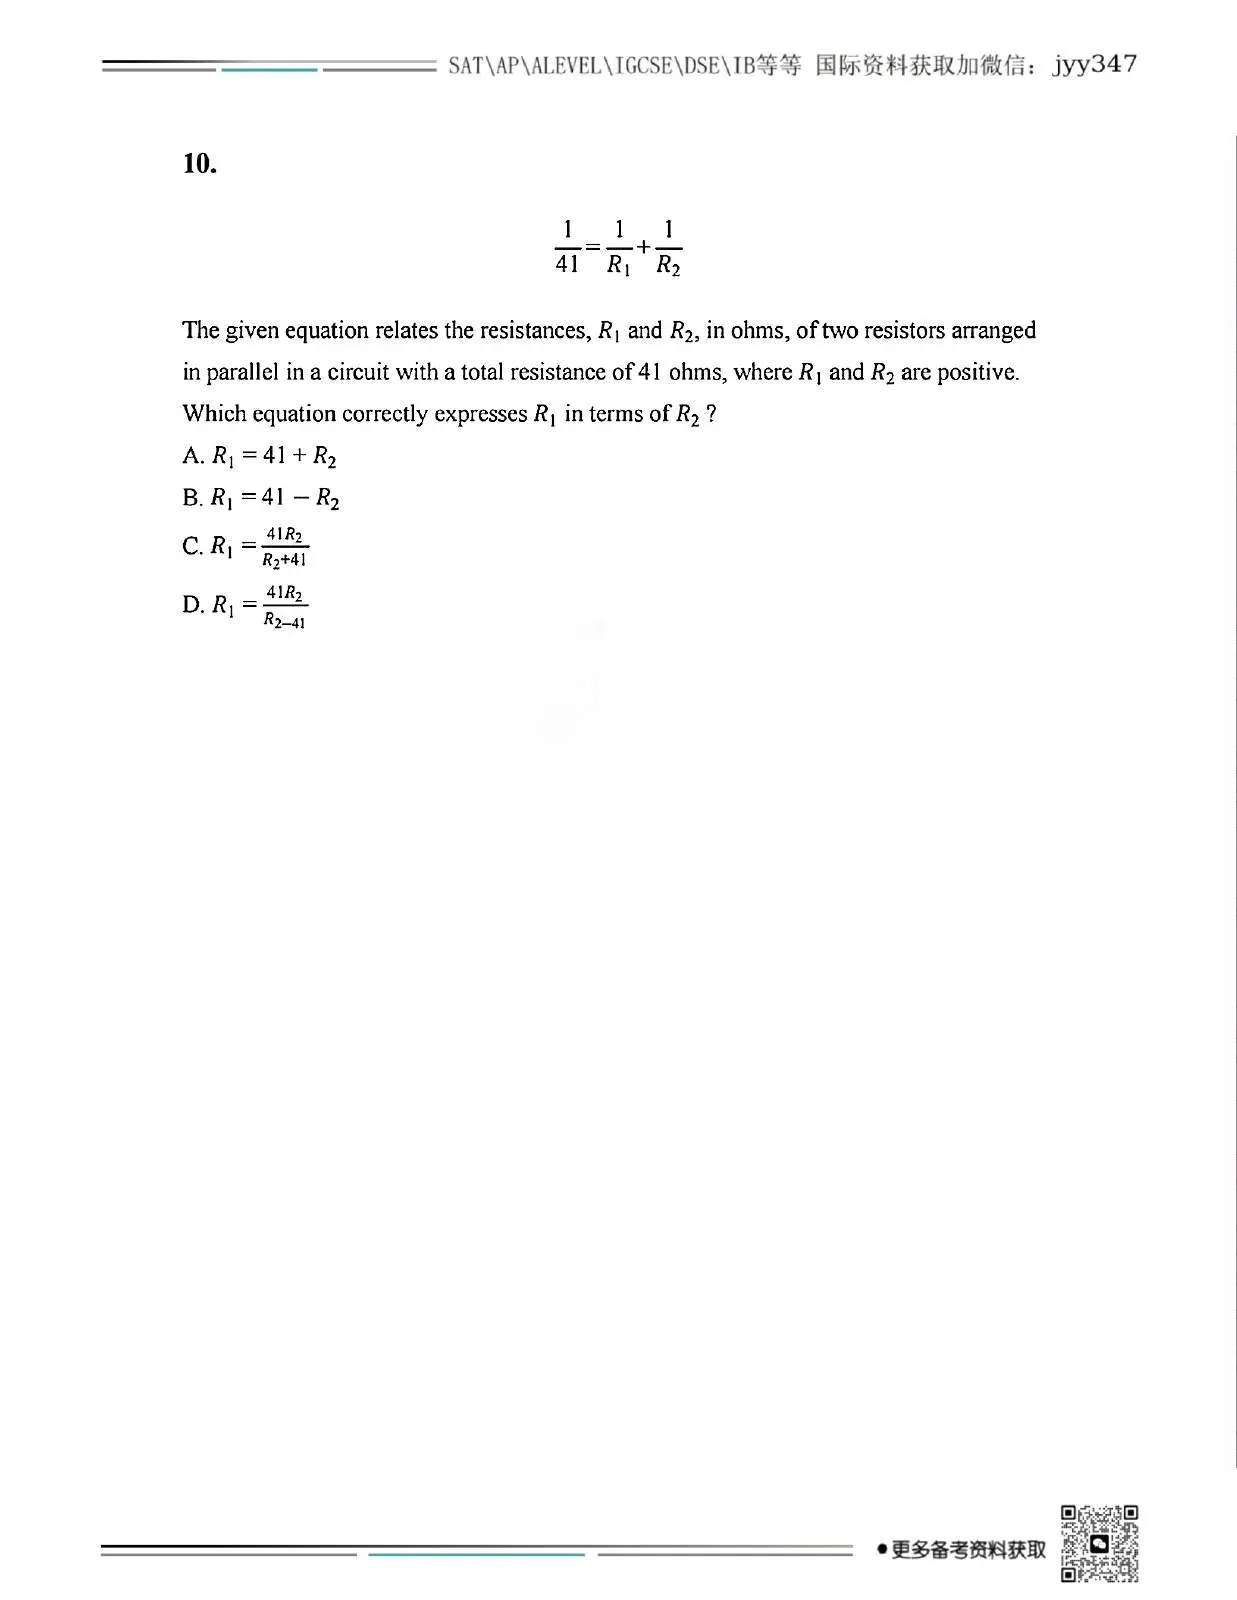 SAT\AP\ALEVEL\IGCSE\DSE\IB等等 国际资料获取加微信: jyy347
10.
1/41 = 1/R₁ + 1/R₂
The given equation relates the resistances, R₁ and R₂, in ohms, of two resistors arranged
in parallel in a circuit with a total resistance of 41 ohms, where R₁ and R₂ are positive.
Which equation correctly expresses R₁ in terms of R₂ ?
A. R₁ = 41 + R₂
B. R₁ = 41 − R₂
C. R₁ = 41R₂/R₂+41
D. R₁ = 41R₂/R₂₋₄₁
●更多备考资料获取